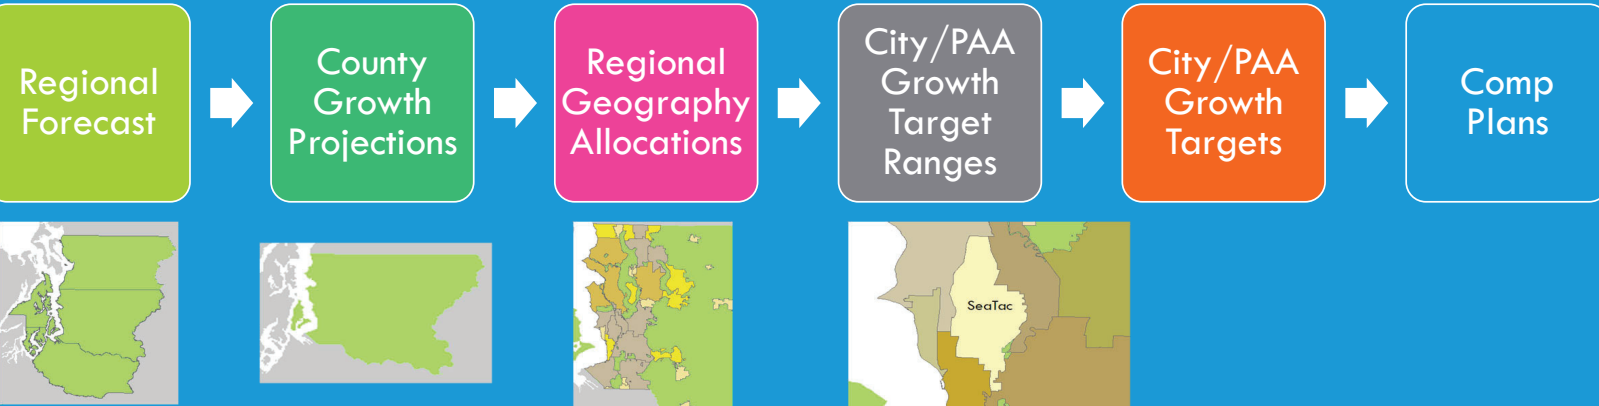 Regional
Forecast
County
Growth
Projections
Regional
Geography
Allocations
City/PAA
Growth
Target
Ranges
City/PAA
Growth
Targets
Comp
Plans
SeaTac